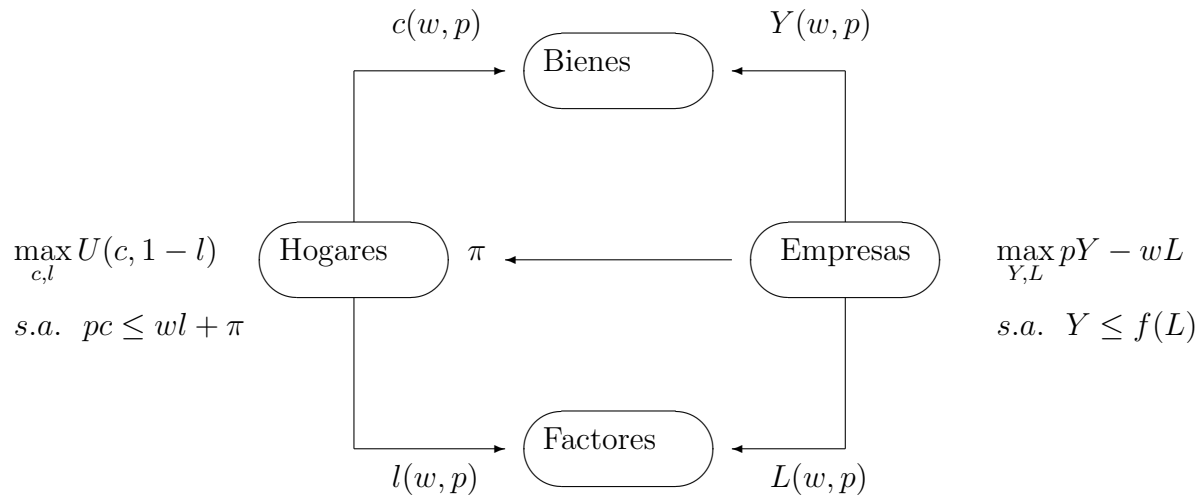 c(w, p)
Y(w, p)
Bienes
max U(c, 1 − l)
c,l
s.a. pc ≤ wl + π
Hogares
π
Empresas
max pY − wL
Y,L
s.a. Y ≤ f(L)
Factores
l(w, p)
L(w, p)